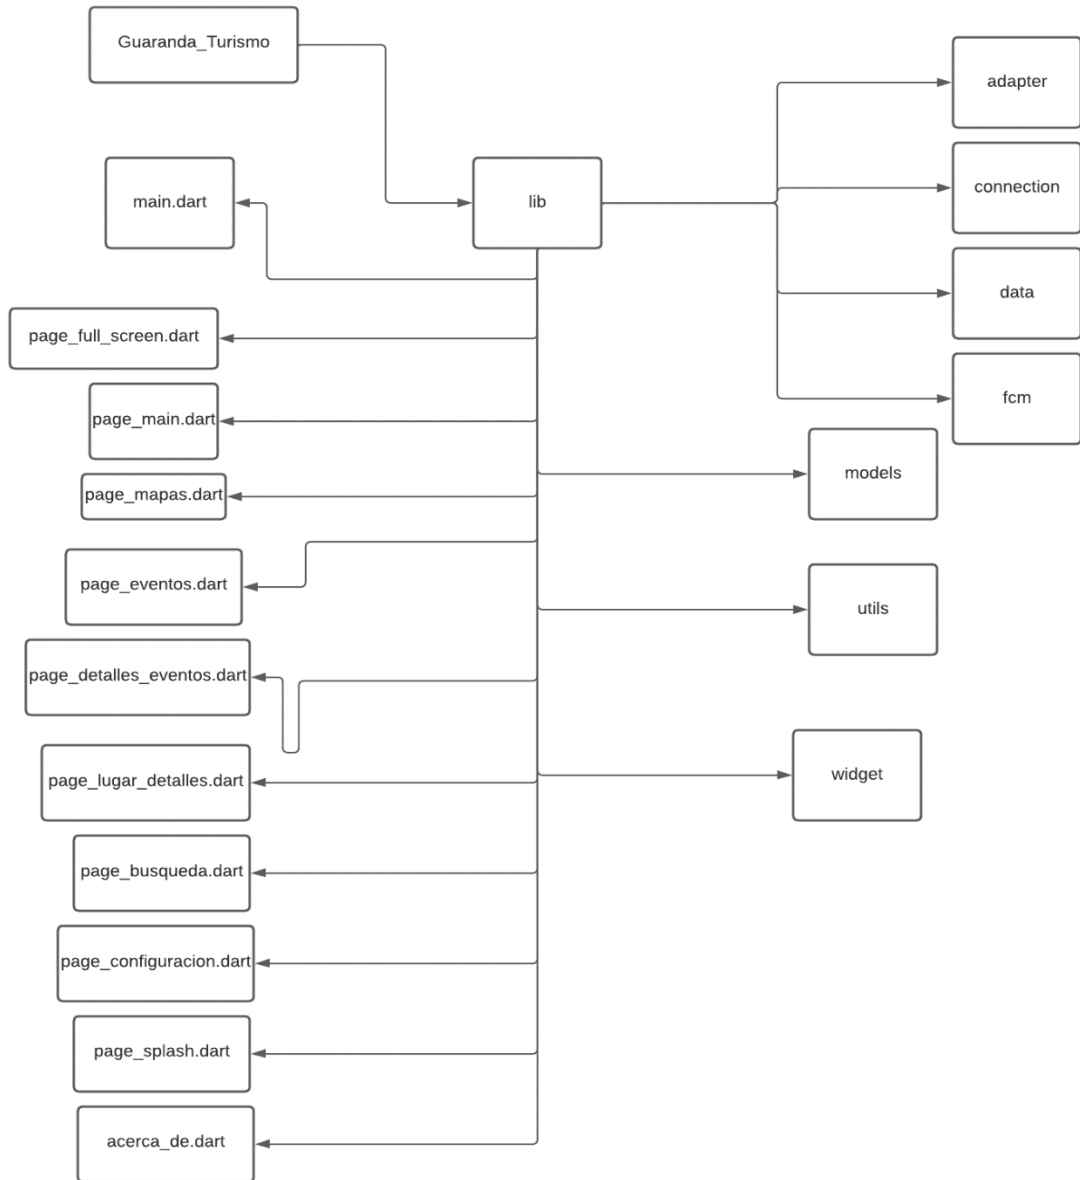 Guaranda_Turismo
lib
adapter
connection
data
fcm
main.dart
page_full_screen.dart
page_main.dart
page_mapas.dart
page_eventos.dart
page_detalles_eventos.dart
page_lugar_detalles.dart
page_busqueda.dart
page_configuracion.dart
page_splash.dart
acerca_de.dart
models
utils
widget